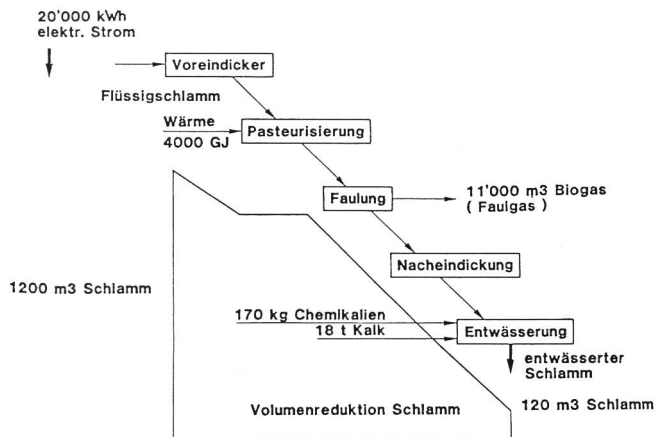 20'000 kWh
elektr. Strom
Voreindicker
Flüssigschlamm
Wärme
4000 GJ
Pasteurisierung
Faulung
11'000 m3 Biogas
( Faulgas )
Nacheindickung
1200 m3 Schlamm
170 kg Chemikalien
18 t Kalk
Entwässerung
entwässerter
Schlamm
120 m3 Schlamm
Volumenreduktion Schlamm